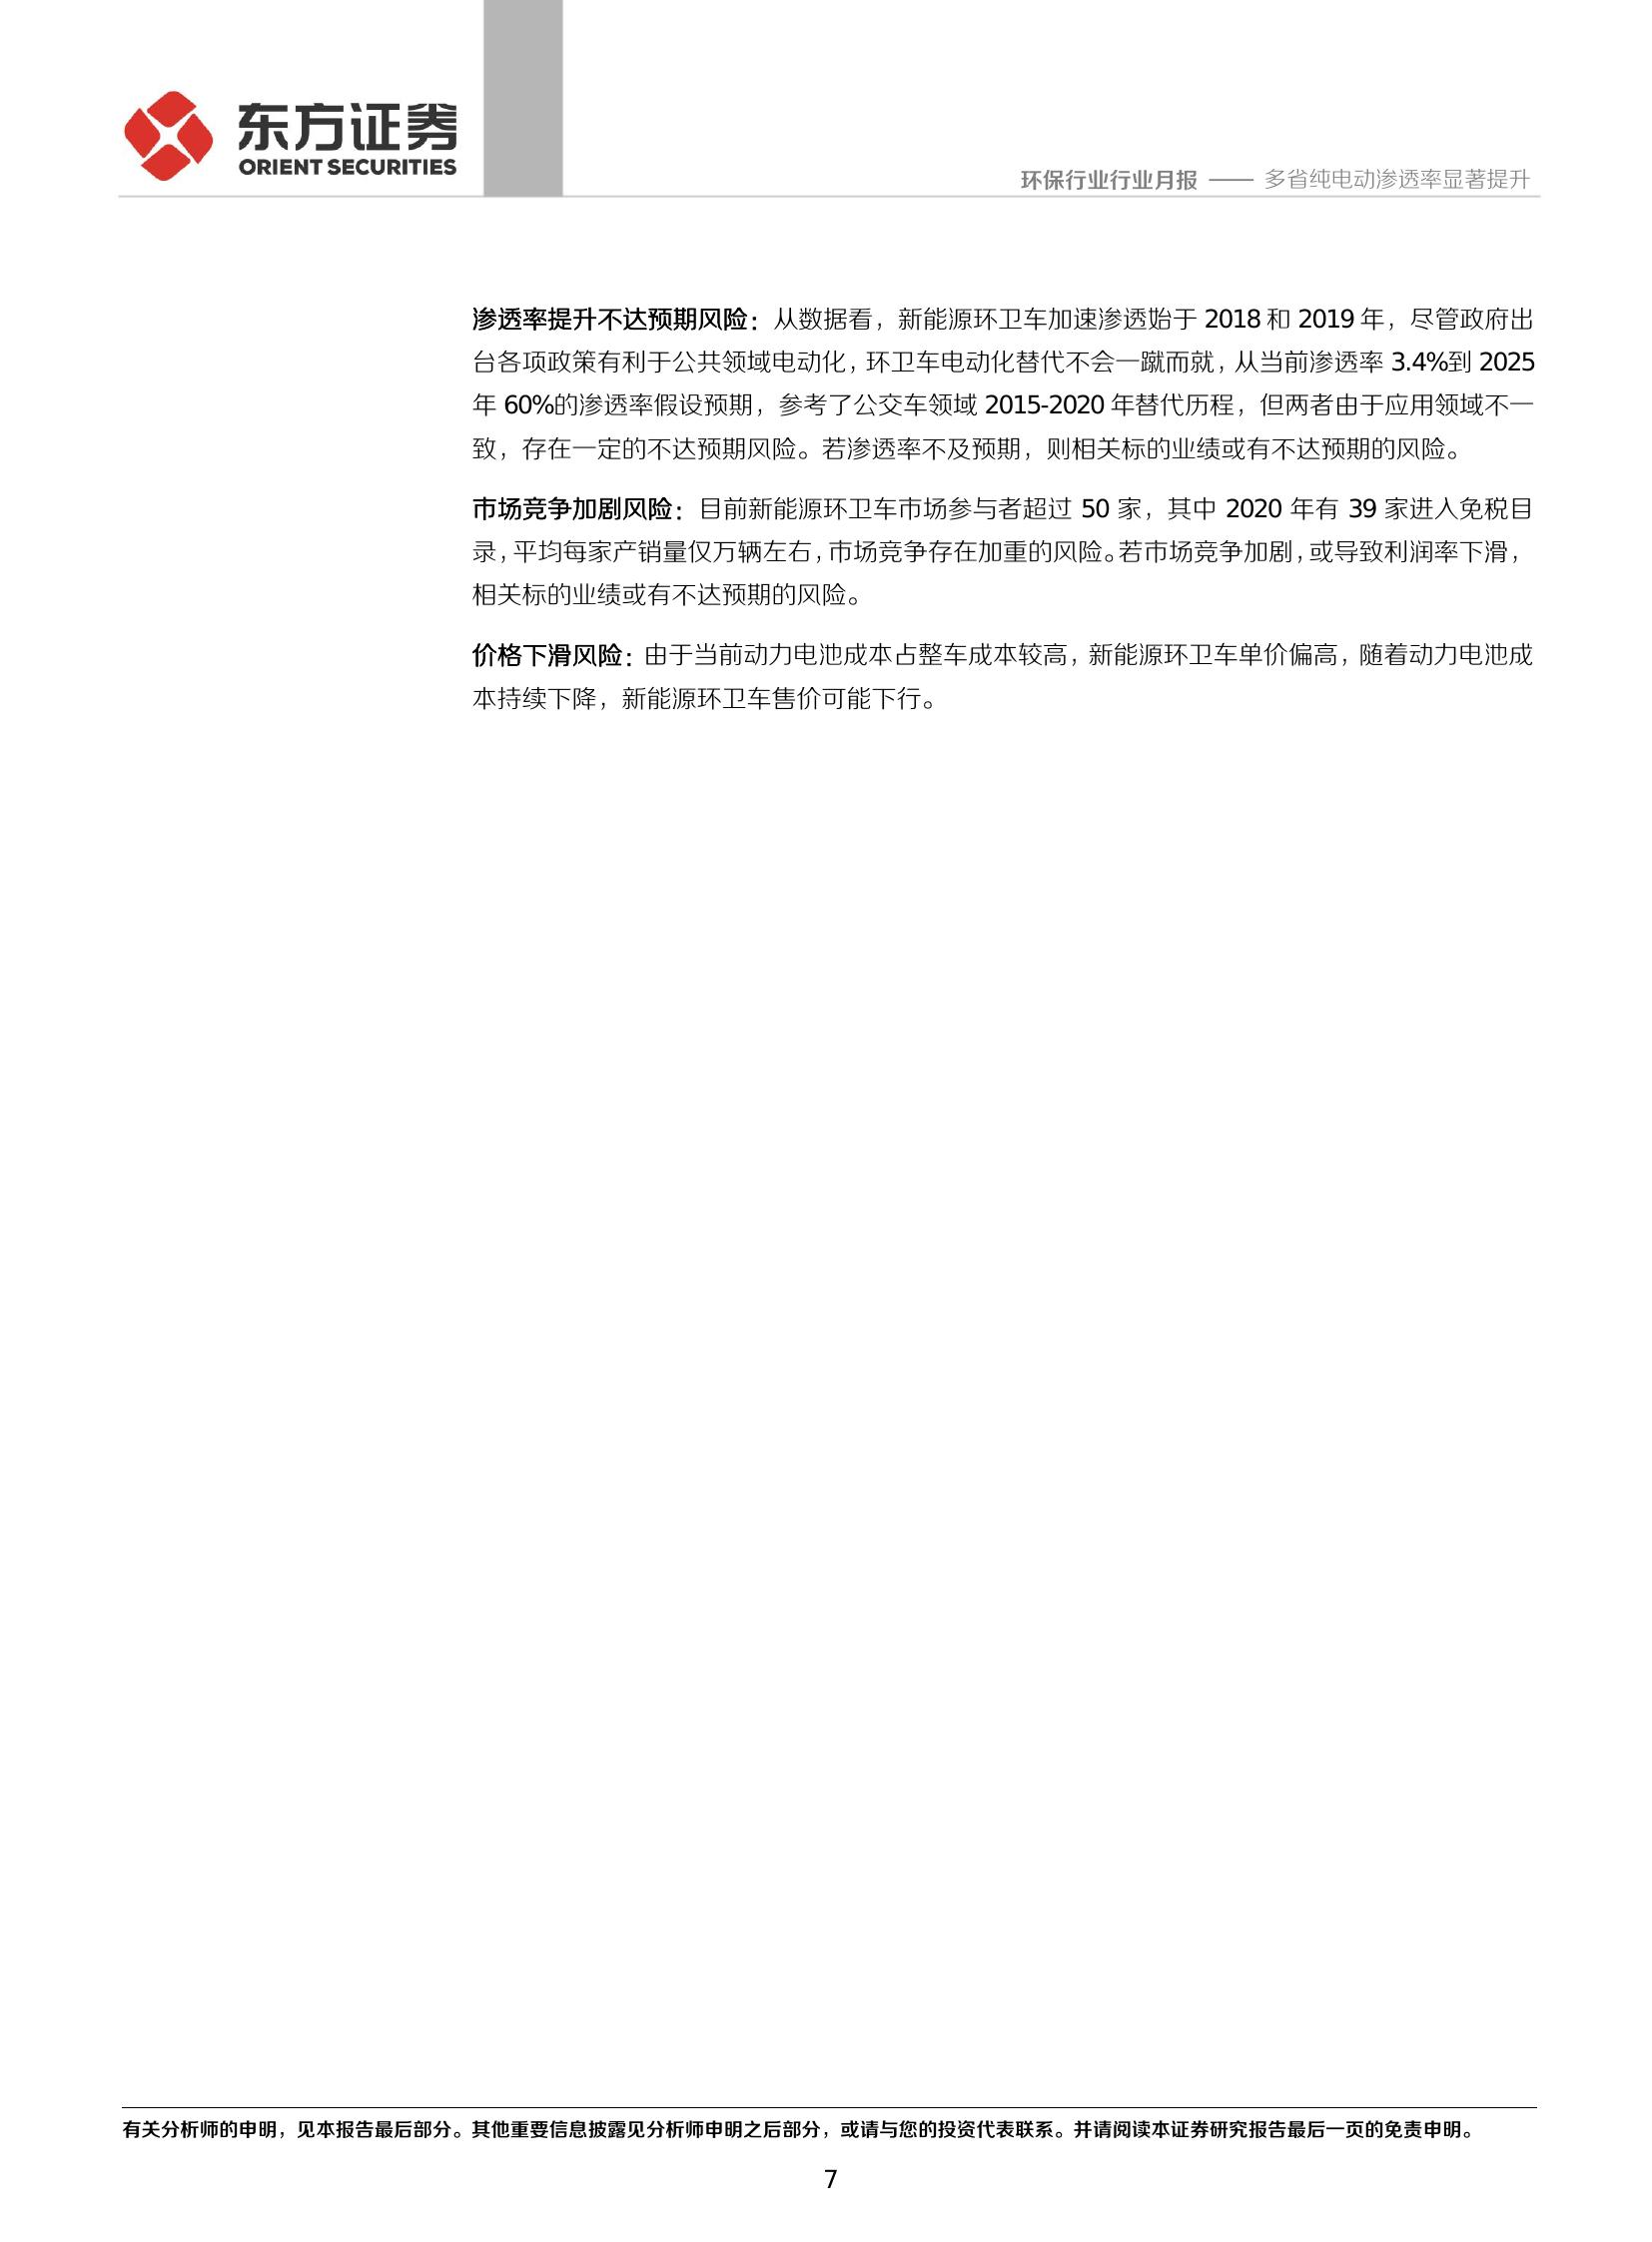 东方证券
ORIENT SECURITIES
环保行业行业月报 —— 多省纯电动渗透率显著提升
渗透率提升不达预期风险：从数据看，新能源环卫车加速渗透始于 2018 和 2019 年，尽管政府出
台各项政策有利于公共领域电动化，环卫车电动化替代不会一蹴而就，从当前渗透率 3.4%到 2025
年 60%的渗透率假设预期，参考了公交车领域 2015-2020 年替代历程，但两者由于应用领域不一
致，存在一定的不达预期风险。若渗透率不及预期，则相关标的业绩或有不达预期的风险。
市场竞争加剧风险：目前新能源环卫车市场参与者超过 50 家，其中 2020 年有 39 家进入免税目
录，平均每家产销量仅万辆左右，市场竞争存在加重的风险。若市场竞争加剧，或导致利润率下滑，
相关标的业绩或有不达预期的风险。
价格下滑风险：由于当前动力电池成本占整车成本较高，新能源环卫车单价偏高，随着动力电池成
本持续下降，新能源环卫车售价可能下行。
有关分析师的申明，见本报告最后部分。其他重要信息披露见分析师申明之后部分，或请与您的投资代表联系。并请阅读本证券研究报告最后一页的免责申明。
7